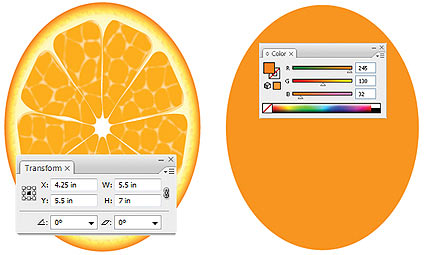 Transform ×
X: 4.25 in W: 5.5 in
Y: 5.5 in H: 7 in
0° 0°
Color ×
R 245
G 130
B 32